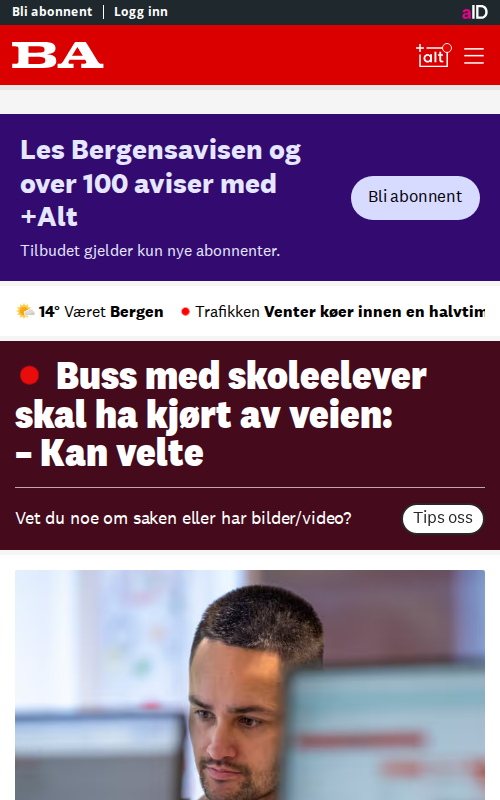 Bli abonnent | Logg inn
aID
BA
+alt
Les Bergensavisen og
over 100 aviser med
+Alt
Tilbudet gjelder kun nye abonnenter.
Bli abonnent
14° Været Bergen
Trafikken Venter køer innen en halvtim
Buss med skoleelever
skal ha kjørt av veien:
– Kan velte
Vet du noe om saken eller har bilder/video?
Tips oss